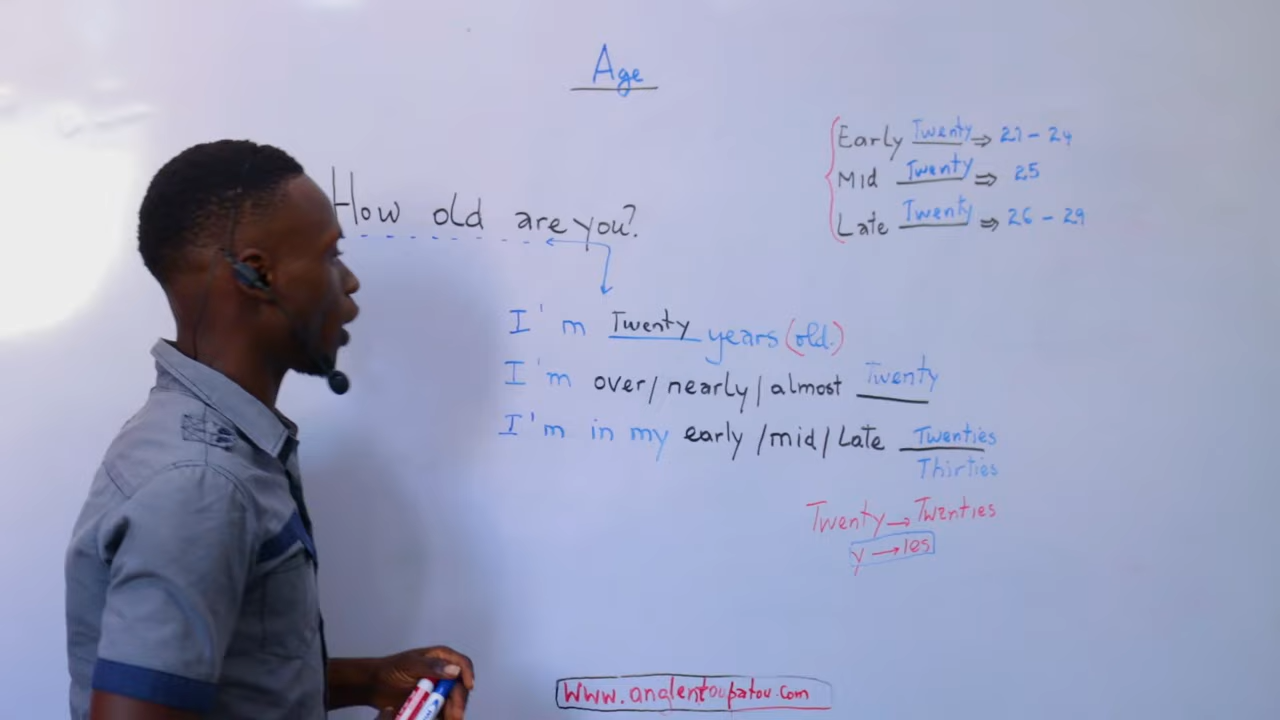 Age
How old are you?
Early Twenty ⇒ 21 - 24
Mid Twenty ⇒ 25
Late Twenty ⇒ 26 - 29
I'm Twenty years (old.)
I'm over/nearly/almost Twenty
I'm in my early/mid/Late Twenties
Thirties
Twenty → Twenties
y → ies
www.anglentoupatou.com